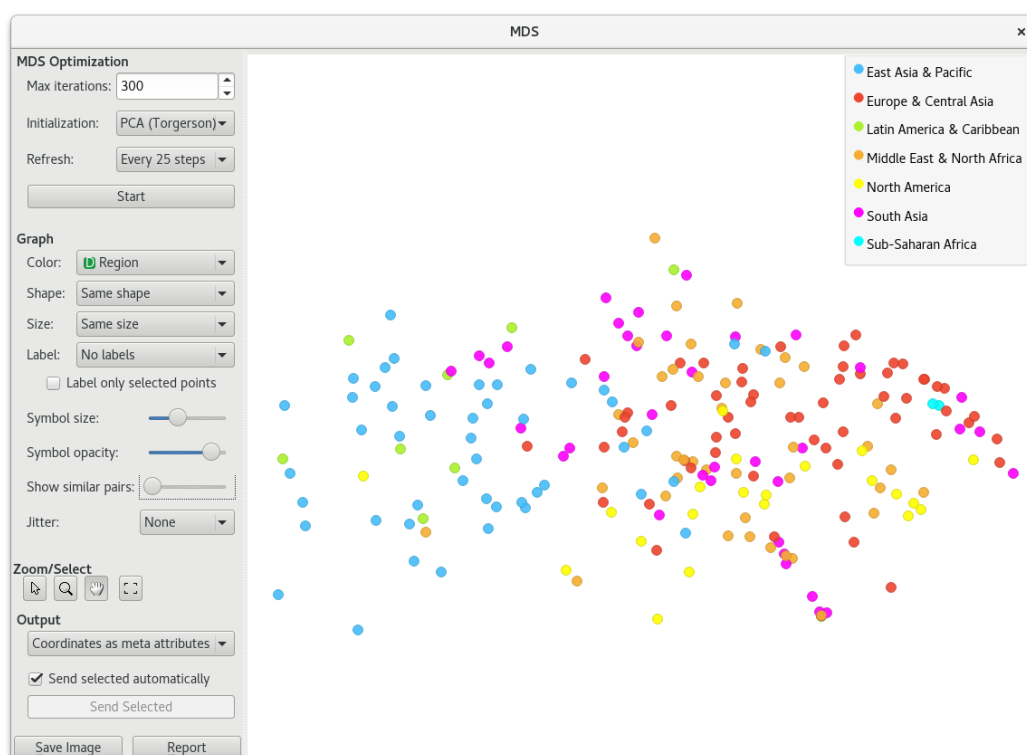 MDS
×
MDS Optimization
Max iterations: 300
Initialization: PCA (Torgerson)
Refresh: Every 25 steps
Start
Graph
Color: D Region
Shape: Same shape
Size: Same size
Label: No labels
Label only selected points
Symbol size:
Symbol opacity:
Show similar pairs:
Jitter: None
Zoom/Select
Output
Coordinates as meta attributes
Send selected automatically
Send Selected
Save Image Report
East Asia & Pacific
Europe & Central Asia
Latin America & Caribbean
Middle East & North Africa
North America
South Asia
Sub-Saharan Africa